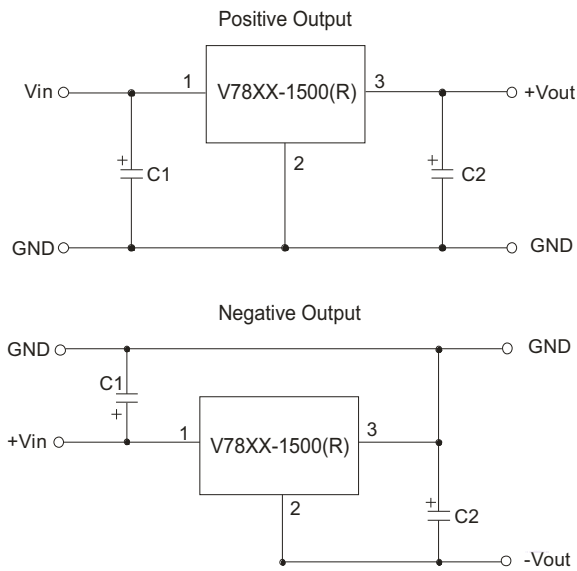 Positive Output
Vin 1 V78XX-1500(R) 3 +Vout
2
+ C1 + C2
GND GND
Negative Output
GND GND
C1
+
+Vin 1 V78XX-1500(R) 3
2
+ C2
-Vout